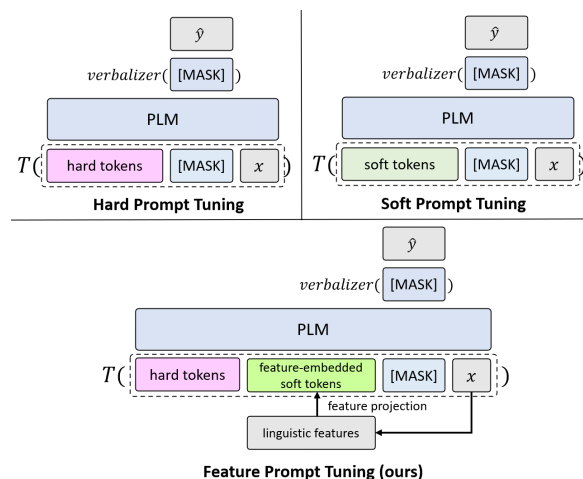 ŷ
verbalizer([MASK])
PLM
T( hard tokens [MASK] x )
Hard Prompt Tuning
ŷ
verbalizer([MASK])
PLM
T( soft tokens [MASK] x )
Soft Prompt Tuning
ŷ
verbalizer([MASK])
PLM
T( hard tokens feature-embedded soft tokens [MASK] x )
feature projection
linguistic features
Feature Prompt Tuning (ours)